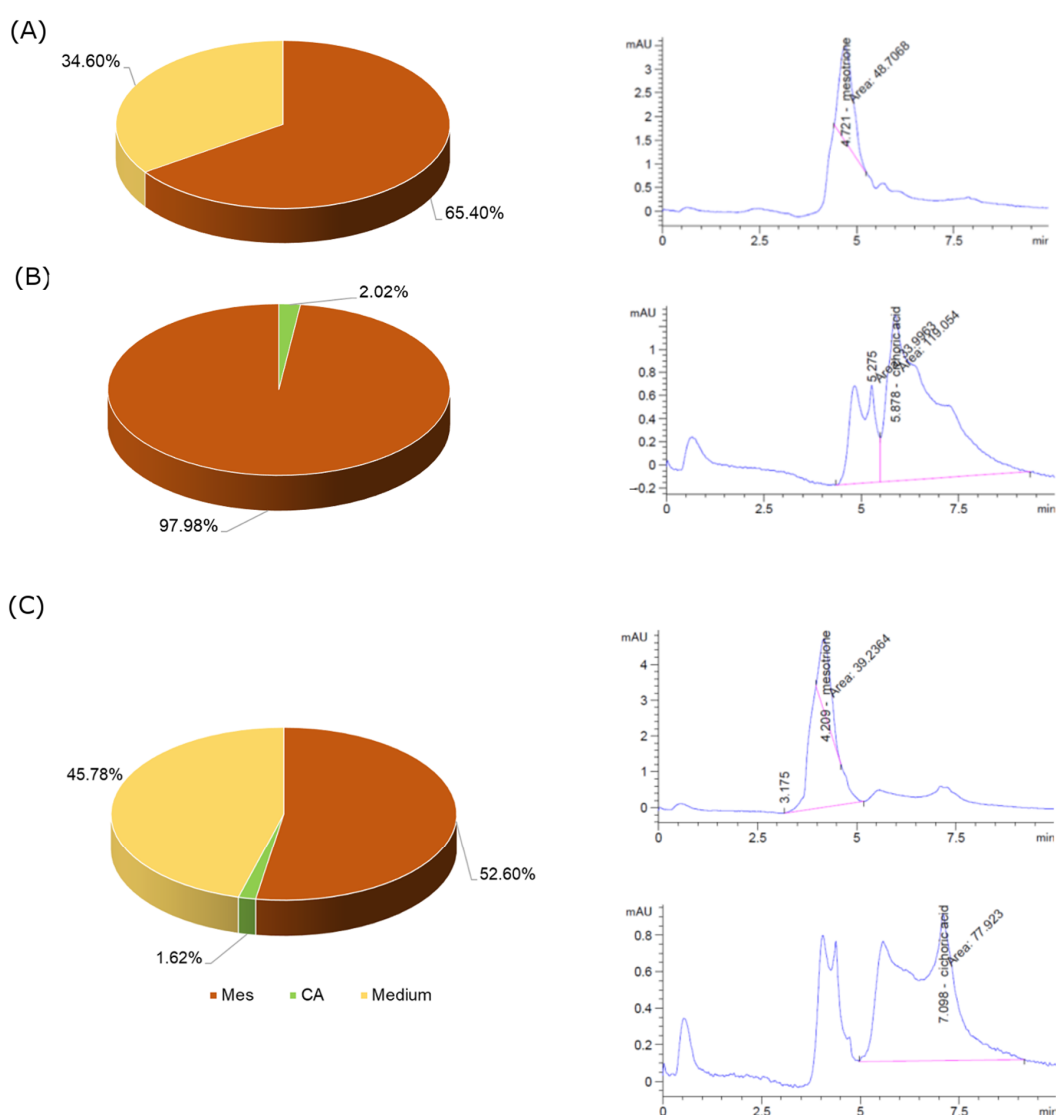 (A)
34.60%
65.40%
mAU
3
2.5
2
1.5
1
0.5
0
4.721 - mesotrione
Area: 48.7068
0
2.5
5
7.5
min
(B)
2.02%
97.98%
mAU
1
0.8
0.6
0.4
0.2
0
-0.2
5.275
Area: 33.9963
5.878 - cichoric acid
Area: 119.054
0
2.5
5
7.5
min
(C)
45.78%
52.60%
1.62%
Mes CA Medium
mAU
4
3
2
1
0
3.175
4.209 - mesotrione
Area: 39.2364
0
2.5
5
7.5
min
mAU
0.8
0.6
0.4
0.2
0
7.098 - cichoric acid
Area: 77.923
0
2.5
5
7.5
min